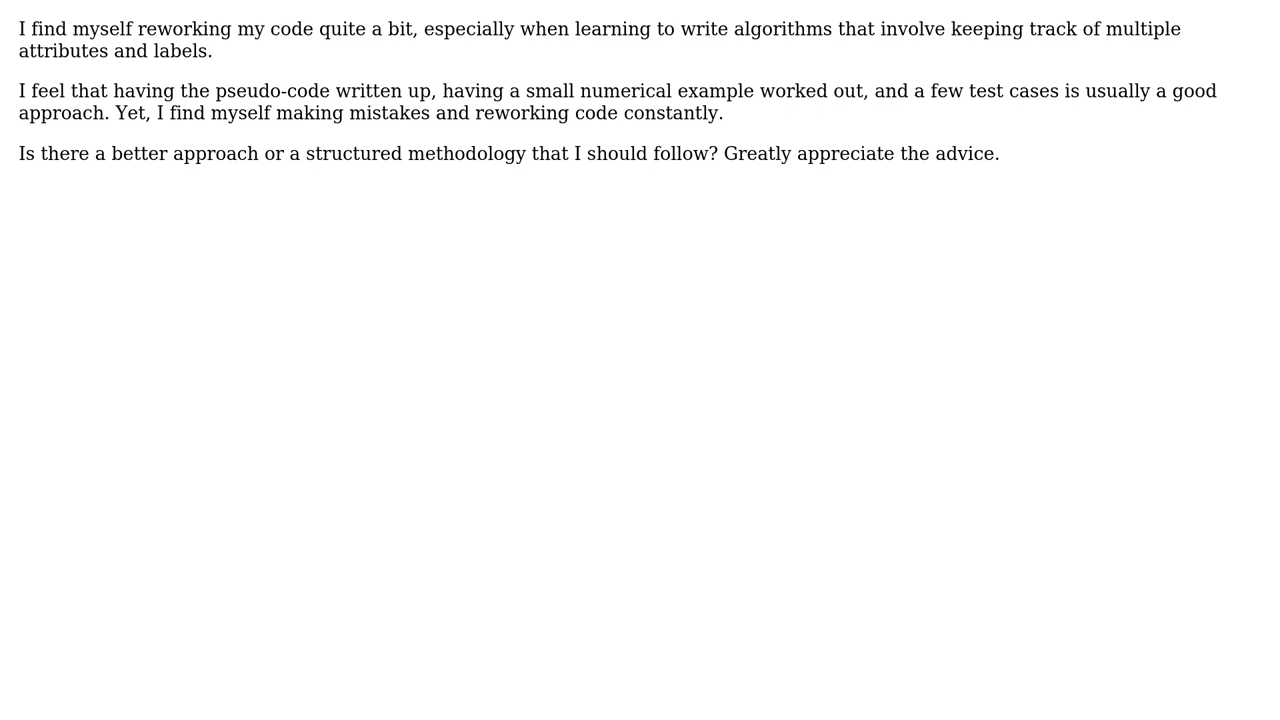 I find myself reworking my code quite a bit, especially when learning to write algorithms that involve keeping track of multiple
attributes and labels.
I feel that having the pseudo-code written up, having a small numerical example worked out, and a few test cases is usually a good
approach. Yet, I find myself making mistakes and reworking code constantly.
Is there a better approach or a structured methodology that I should follow? Greatly appreciate the advice.